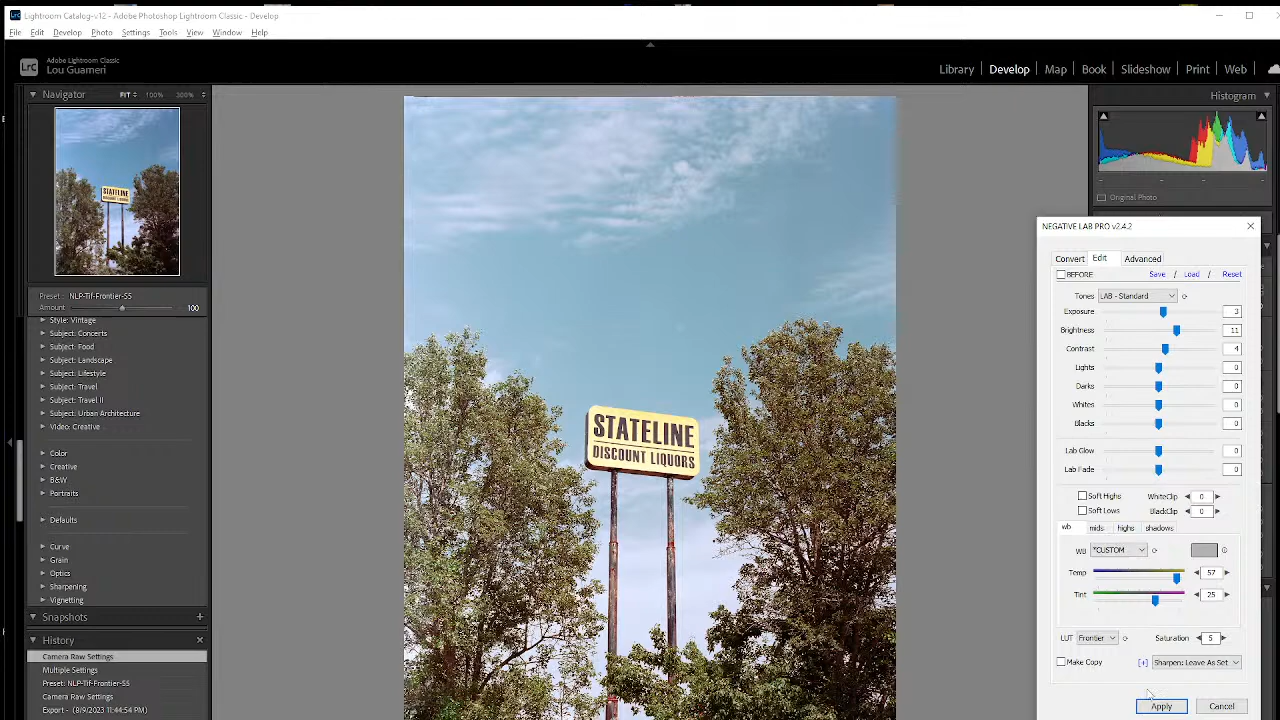 Lightroom Catalog-v12 - Adobe Photoshop Lightroom Classic - Develop
File Edit Develop Photo Settings Tools View Window Help
LrC Adobe Lightroom Classic
Lou Guarneri
Library Develop Map Book Slideshow Print Web
Navigator FIT 100% 300%
Histogram
Original Photo
STATELINE
DISCOUNT LIQUORS
Preset: NLP-Tif-Frontier-S5
Amount 100
Style: Vintage
Subject: Concerts
Subject: Food
Subject: Landscape
Subject: Lifestyle
Subject: Travel
Subject: Travel II
Subject: Urban Architecture
Video: Creative
Color
Creative
B&W
Portraits
Defaults
Curve
Grain
Optics
Sharpening
Vignetting
Snapshots +
History ×
Camera Raw Settings
Multiple Settings
Preset: NLP-Tif-Frontier-S5
Camera Raw Settings
Export - (8/9/2023 11:44:54 PM)
STATELINE
DISCOUNT LIQUORS
NEGATIVE LAB PRO v2.4.2
Convert Edit Advanced
BEFORE Save / Load / Reset
Tones LAB - Standard
Exposure 3
Brightness 11
Contrast -4
Lights 0
Darks 0
Whites 0
Blacks 0
Lab Glow 0
Lab Fade 0
Soft Highs WhiteClip 0
Soft Lows BlackClip 0
wb mids highs shadows
WB *CUSTOM
Temp 57
Tint 25
LUT Frontier Saturation 5
Make Copy [+] Sharpen: Leave As Set
Apply Cancel